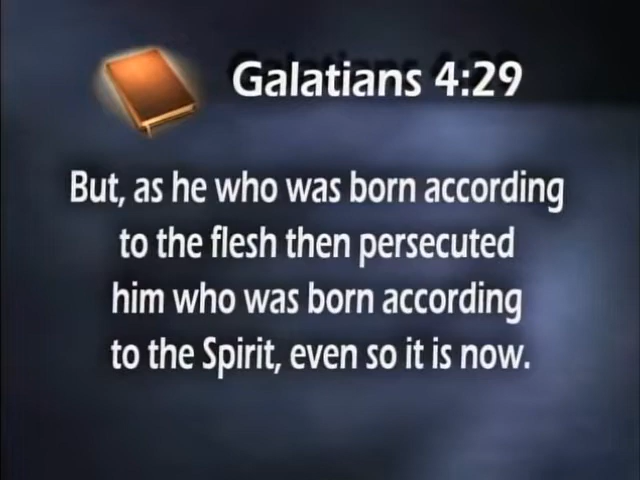 Galatians 4:29
But, as he who was born according
to the flesh then persecuted
him who was born according
to the Spirit, even so it is now.